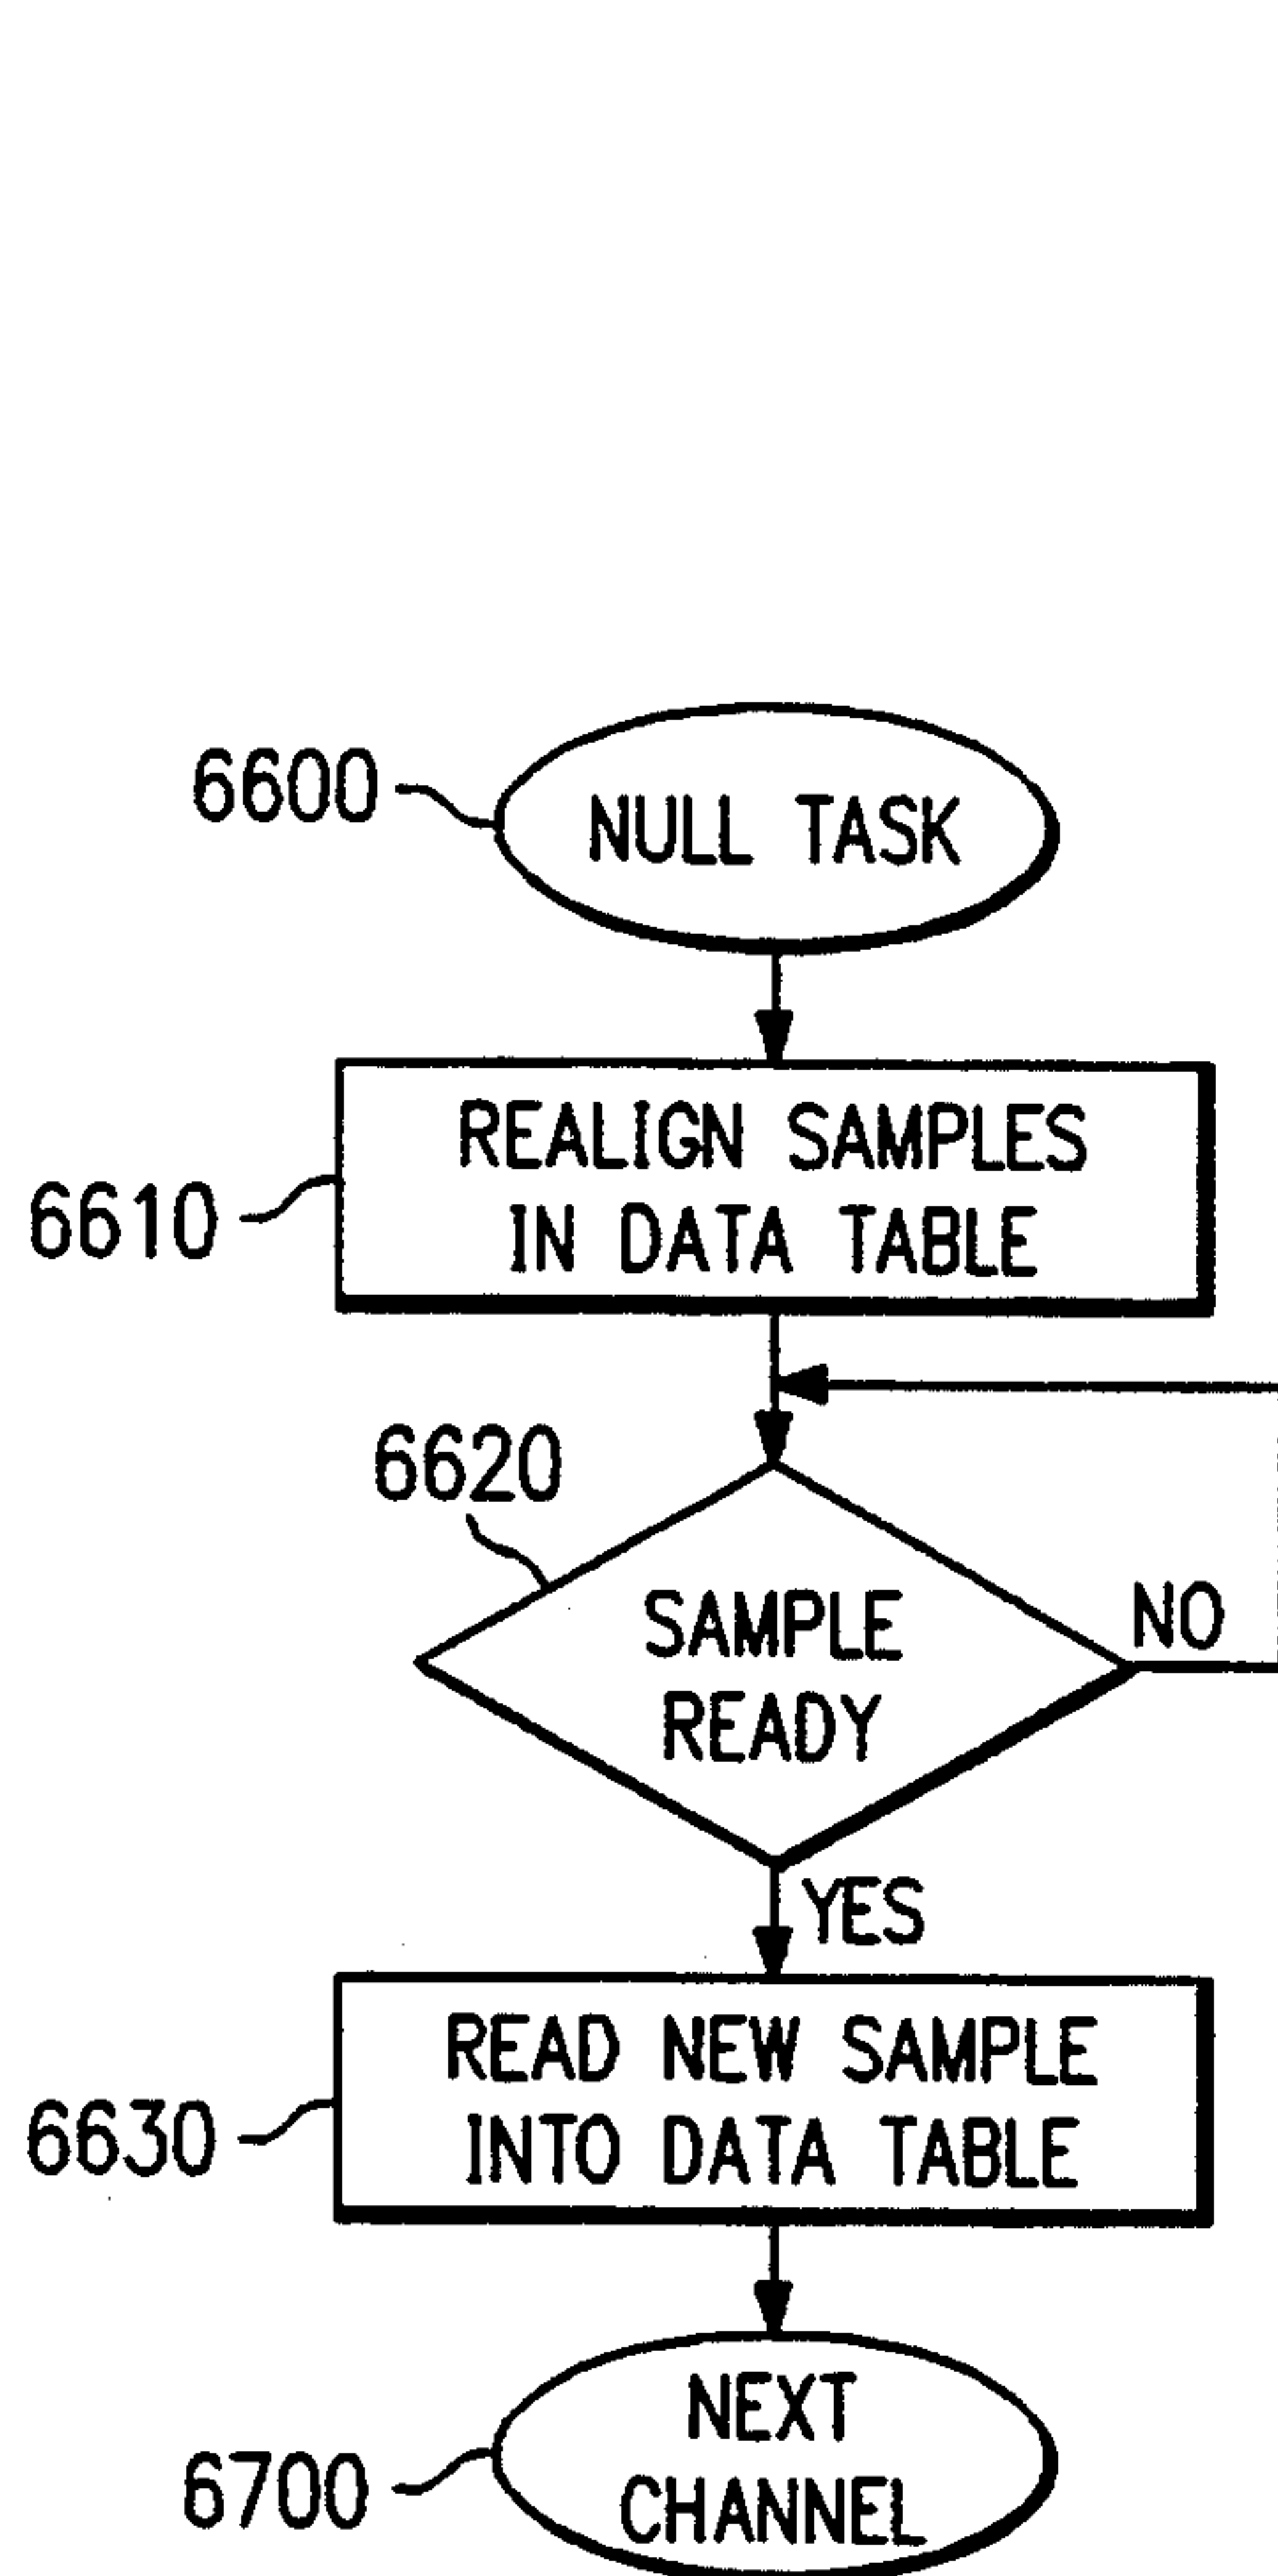 6600
NULL TASK
6610
REALIGN SAMPLES
IN DATA TABLE
6620
SAMPLE
READY
NO
YES
6630
READ NEW SAMPLE
INTO DATA TABLE
6700
NEXT
CHANNEL